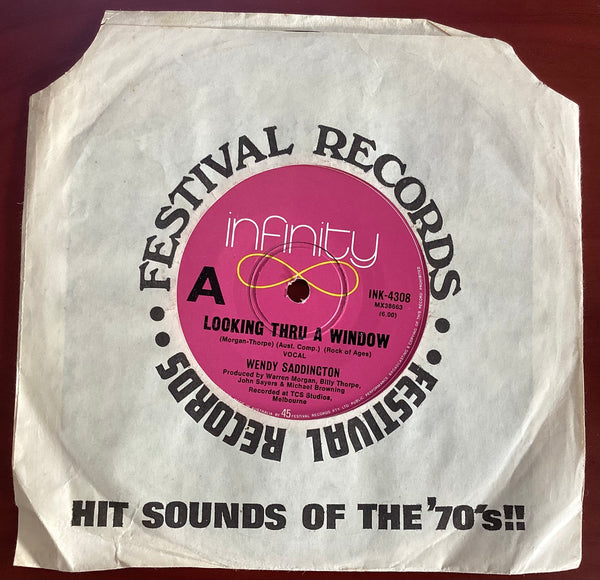 FESTIVAL RECORDS • • FESTIVAL RECORDS • •
infinity
A
INK-4308
MX38663
(6.00)
LOOKING THRU A WINDOW
(Morgan-Thorpe) (Aust. Comp.) (Rock of Ages)
VOCAL
WENDY SADDINGTON
Produced by Warren Morgan, Billy Thorpe,
John Sayers & Michael Browning
Recorded at TCS Studios,
Melbourne
45
HIT SOUNDS OF THE '70's!!